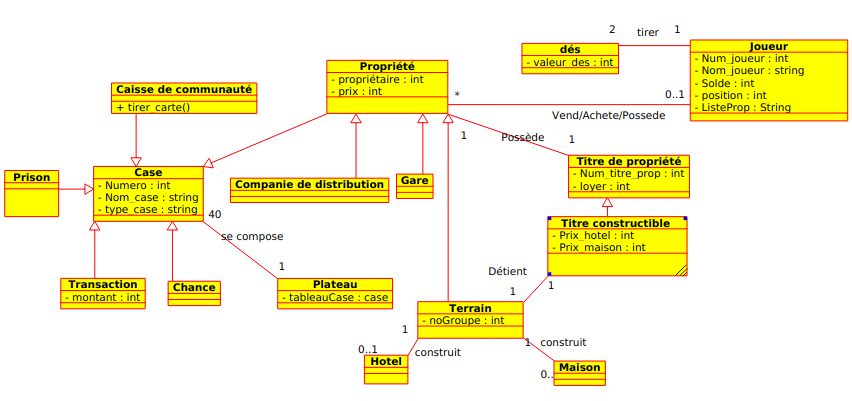 2
tirer
1
dés
- valeur_des : int
Joueur
- Num_joueur : int
- Nom_joueur : string
- Solde : int
- position : int
- ListeProp : String
Propriété
- propriétaire : int
- prix : int
Caisse de communauté
+ tirer_carte()
*
0..1
Vend/Achete/Possede
1
Possède
1
Titre de propriété
- Num_titre_prop : int
- loyer : int
Prison
Case
- Numero : int
- Nom_case : string
- type_case : string
Companie de distribution
Gare
40
se compose
1
Titre constructible
- Prix_hotel : int
- Prix_maison : int
Transaction
- montant : int
Chance
Plateau
- tableauCase : case
Détient
1
1
Terrain
- noGroupe : int
1
0..1
construit
Hotel
1
construit
0..
Maison